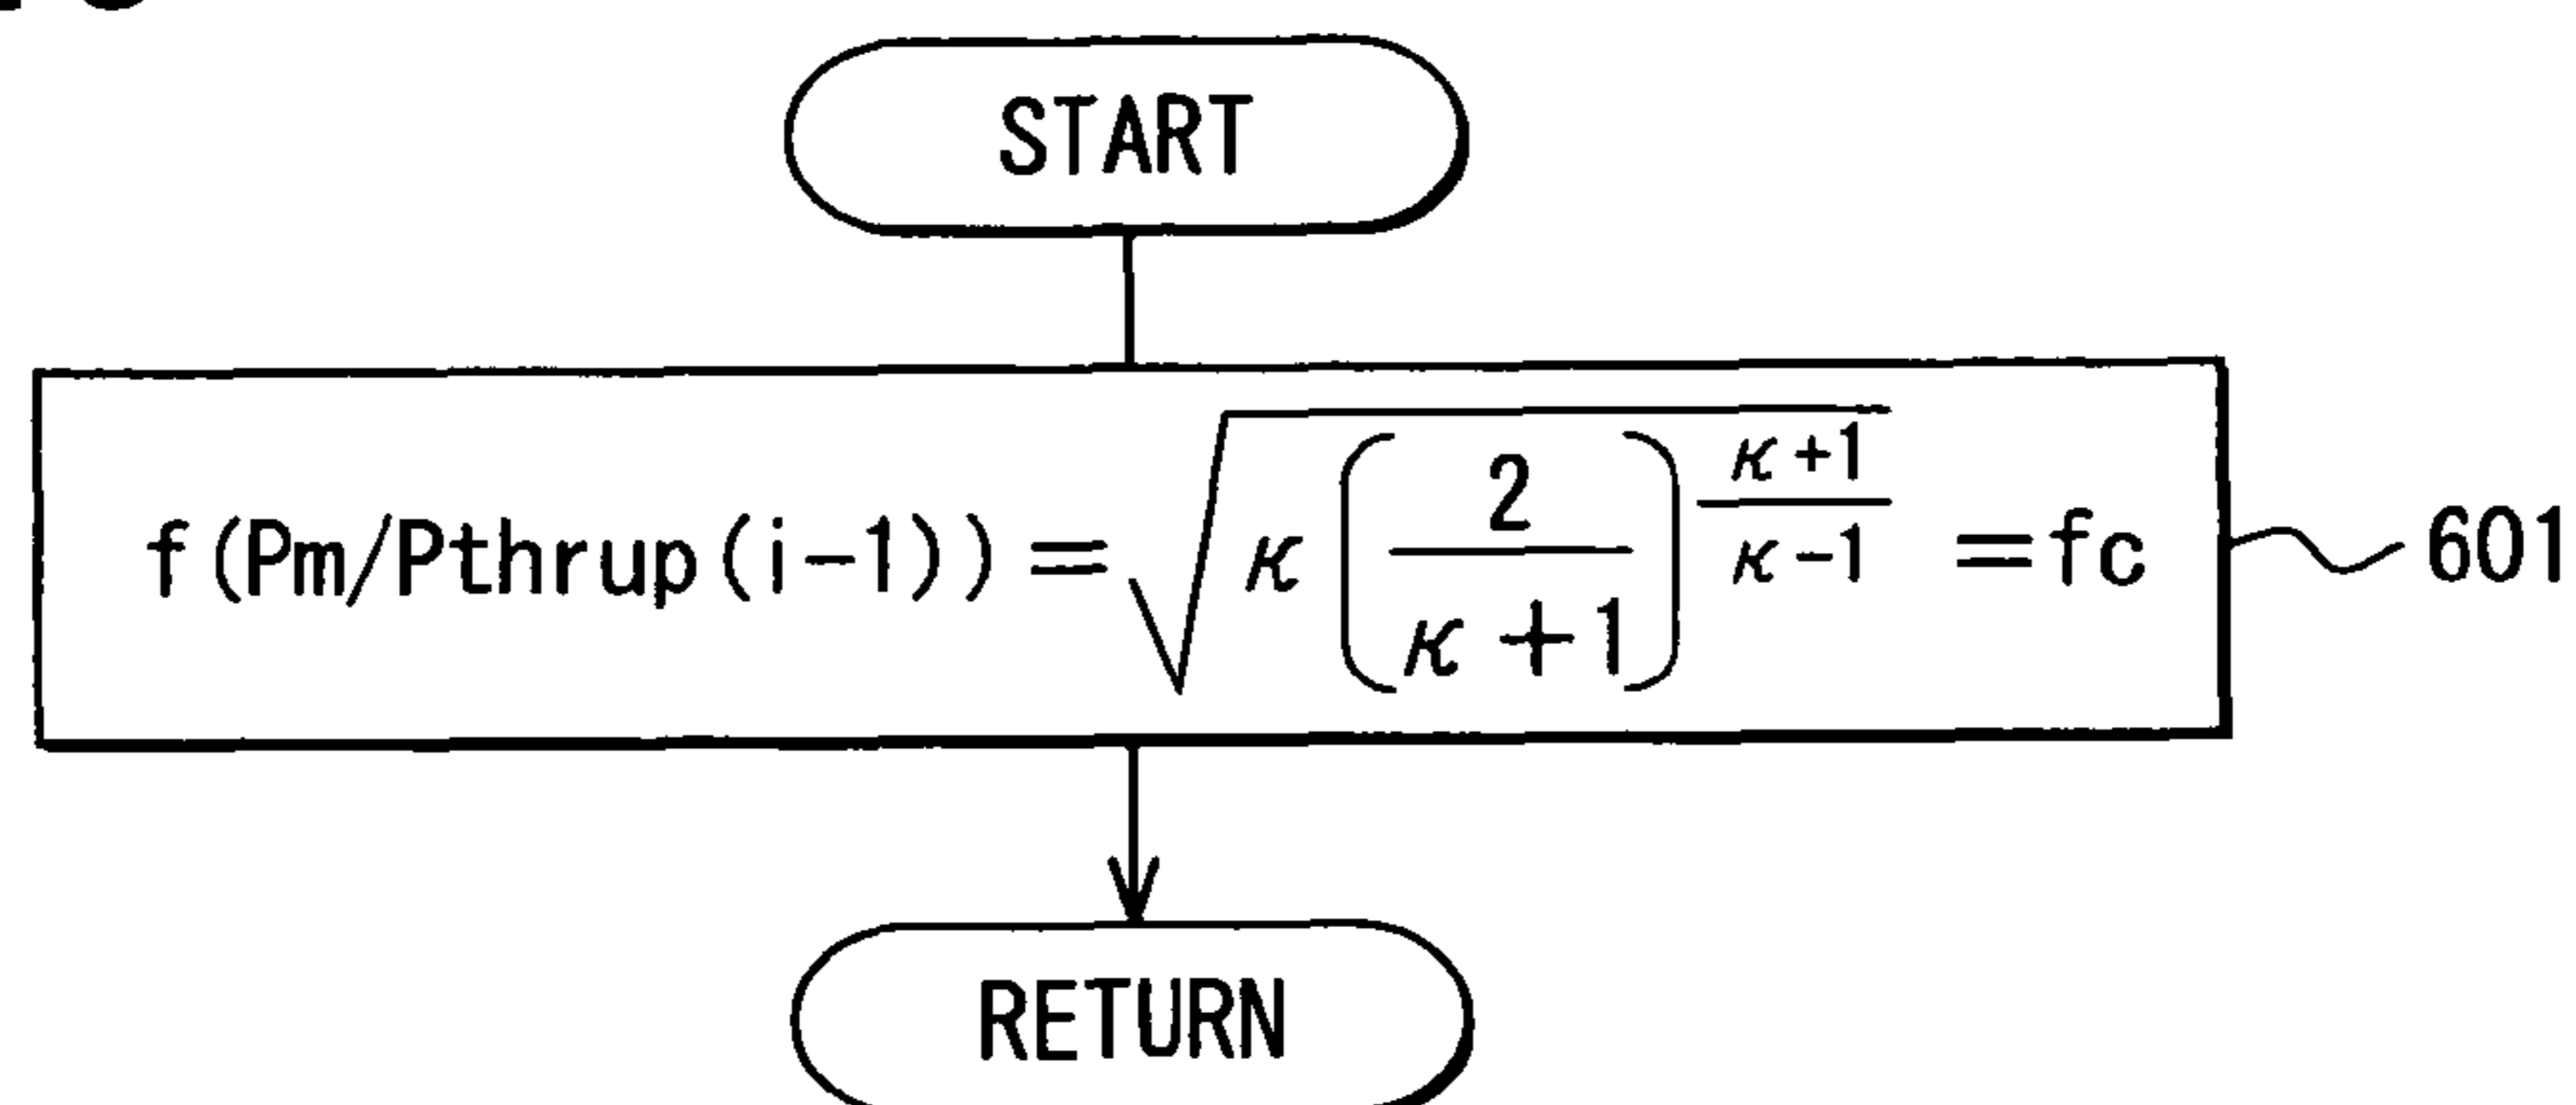 START
f(Pm/Pthrup(i-1))=√κ(2/κ+1)^κ+1/κ-1=fc
601
RETURN